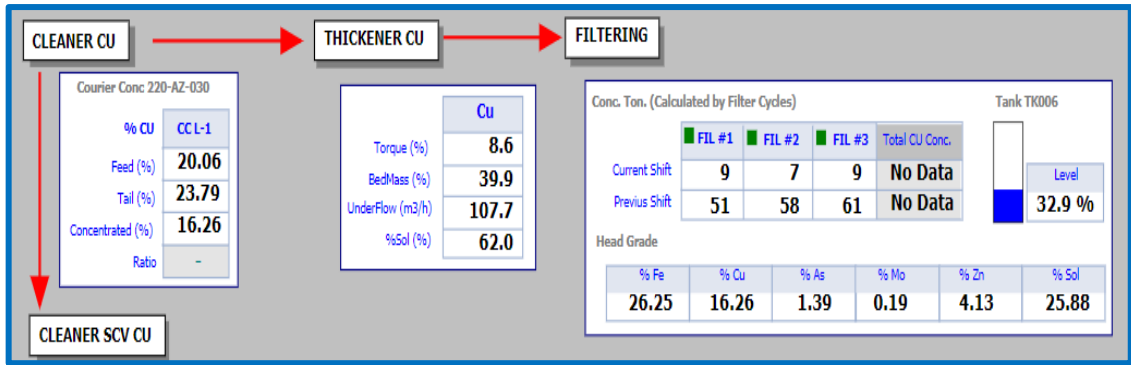 CLEANER CU
THICKENER CU
FILTERING
Courier Conc 220-AZ-030
% CU CC L-1
Feed (%) 20.06
Tail (%) 23.79
Concentrated (%) 16.26
Ratio -
CLEANER SCV CU
Cu
Torque (%) 8.6
BedMass (%) 39.9
UnderFlow (m3/h) 107.7
%Sol (%) 62.0
Conc. Ton. (Calculated by Filter Cycles)
FIL #1 FIL #2 FIL #3 Total CU Conc.
Current Shift 9 7 9 No Data
Previus Shift 51 58 61 No Data
Tank TK006
Level
32.9 %
Head Grade
% Fe % Cu % As % Mo % Zn % Sol
26.25 16.26 1.39 0.19 4.13 25.88